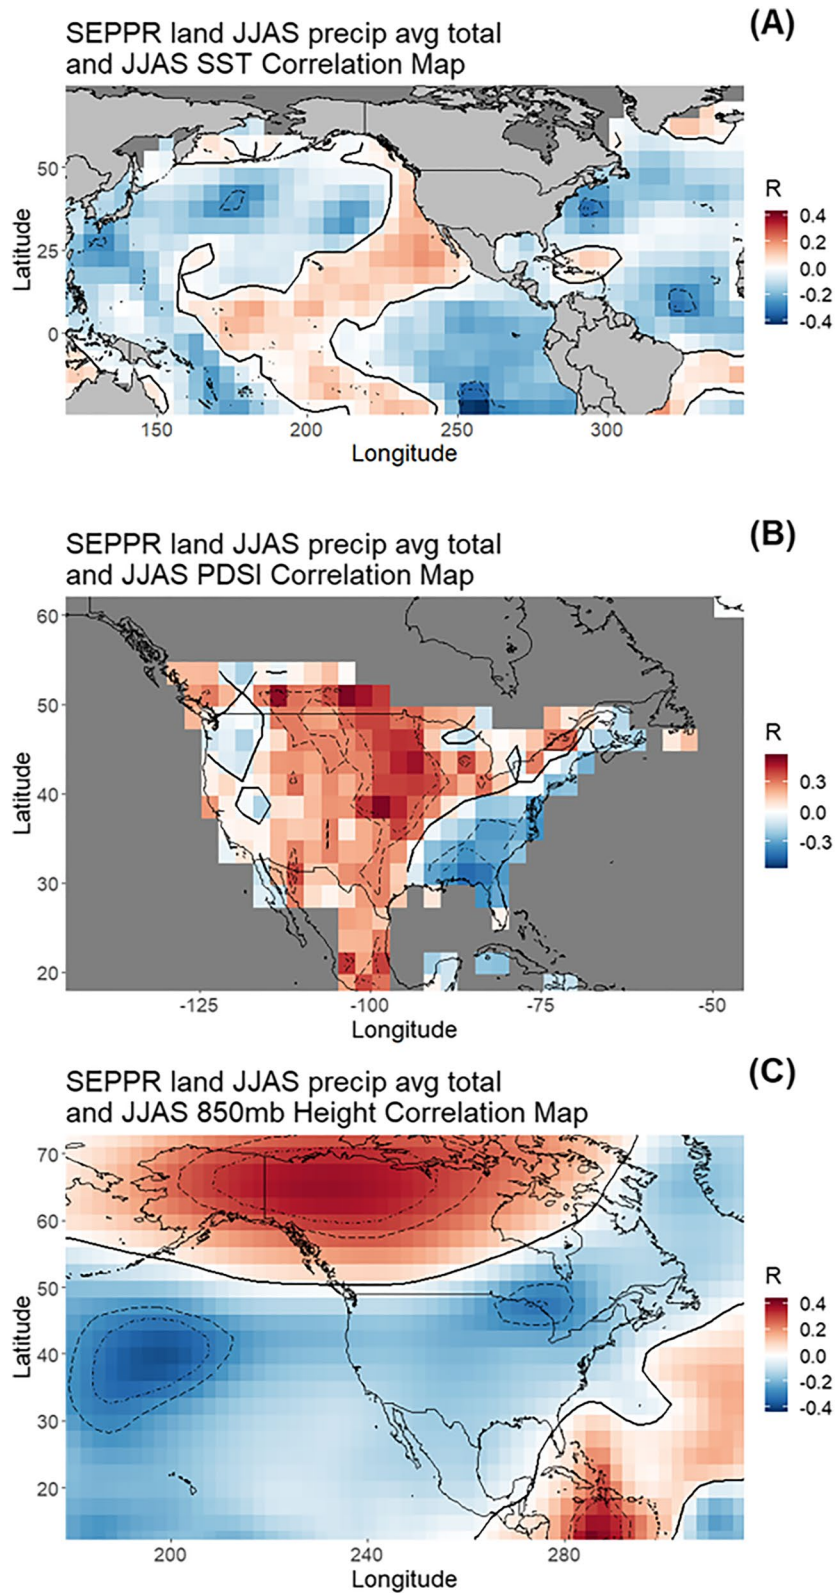 (A)
SEPPR land JJAS precip avg total
and JJAS SST Correlation Map
50
25
0
Latitude
150
200
250
300
Longitude
R
0.4
0.2
0.0
-0.2
-0.4
(B)
SEPPR land JJAS precip avg total
and JJAS PDSI Correlation Map
60
50
40
30
20
Latitude
-125
-100
-75
-50
Longitude
R
0.3
0.0
-0.3
(C)
SEPPR land JJAS precip avg total
and JJAS 850mb Height Correlation Map
70
60
50
40
30
20
Latitude
200
240
280
Longitude
R
0.4
0.2
0.0
-0.2
-0.4